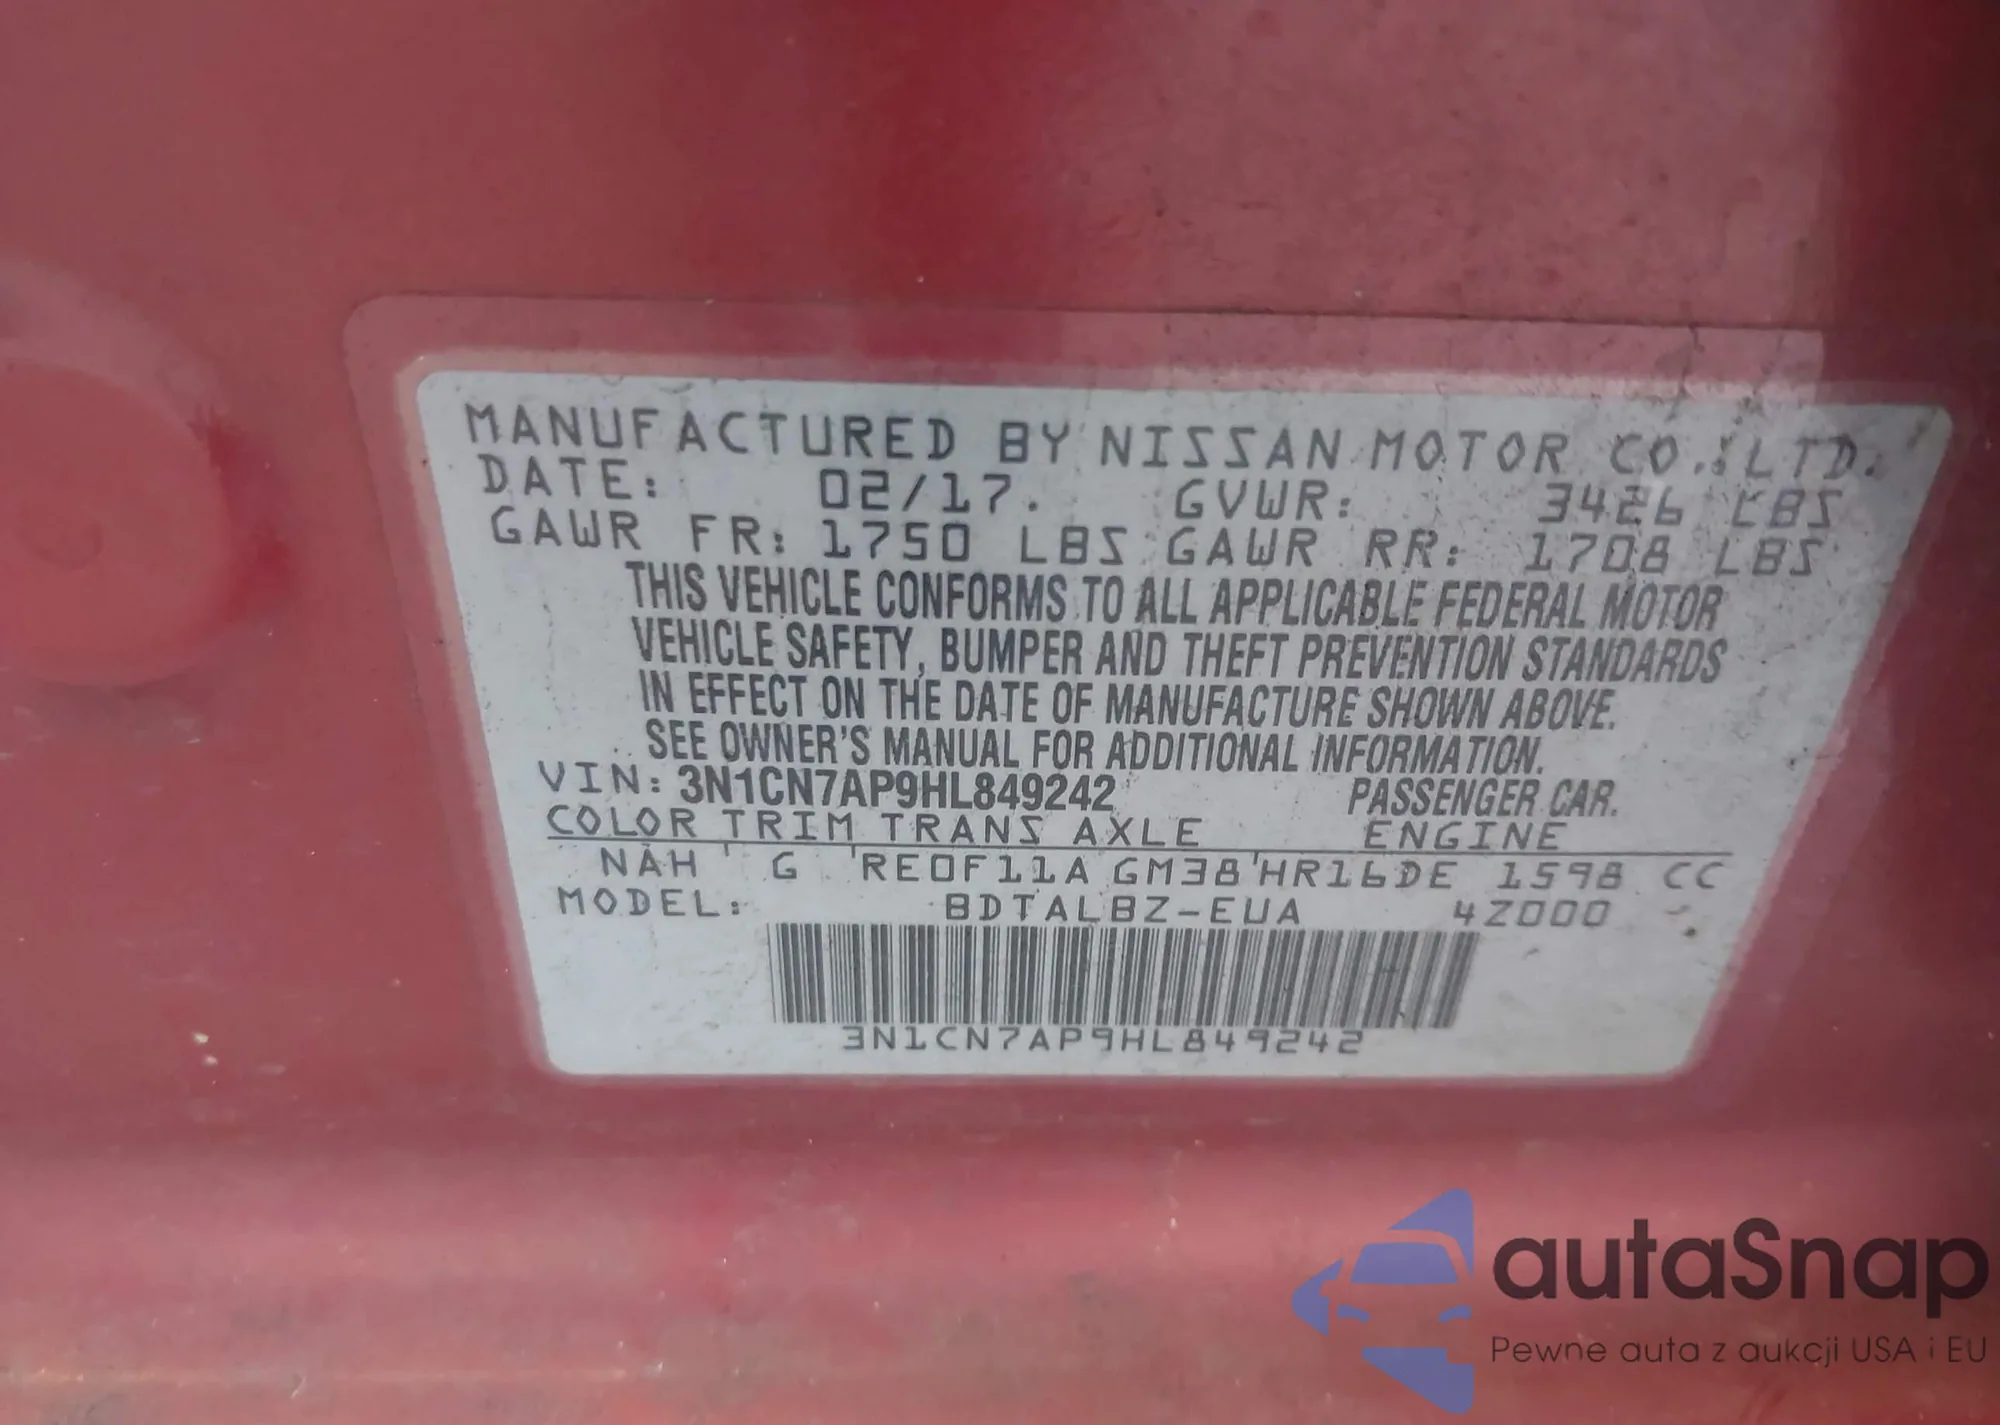 MANUFACTURED BY NISSAN MOTOR CO.,LTD.
DATE: 02/17. GVWR: 3426 LBS
GAWR FR: 1750 LBS GAWR RR: 1708 LBS
THIS VEHICLE CONFORMS TO ALL APPLICABLE FEDERAL MOTOR
VEHICLE SAFETY, BUMPER AND THEFT PREVENTION STANDARDS
IN EFFECT ON THE DATE OF MANUFACTURE SHOWN ABOVE.
SEE OWNER'S MANUAL FOR ADDITIONAL INFORMATION.
VIN: 3N1CN7AP9HL849242 PASSENGER CAR.
COLOR TRIM TRANS AXLE ENGINE
NAH G RE0F11A GM38 HR16DE 1598 CC
MODEL: BDTALBZ-EUA 4Z000
3N1CN7AP9HL849242
autaSnap
Pewne auta z aukcji USA i EU